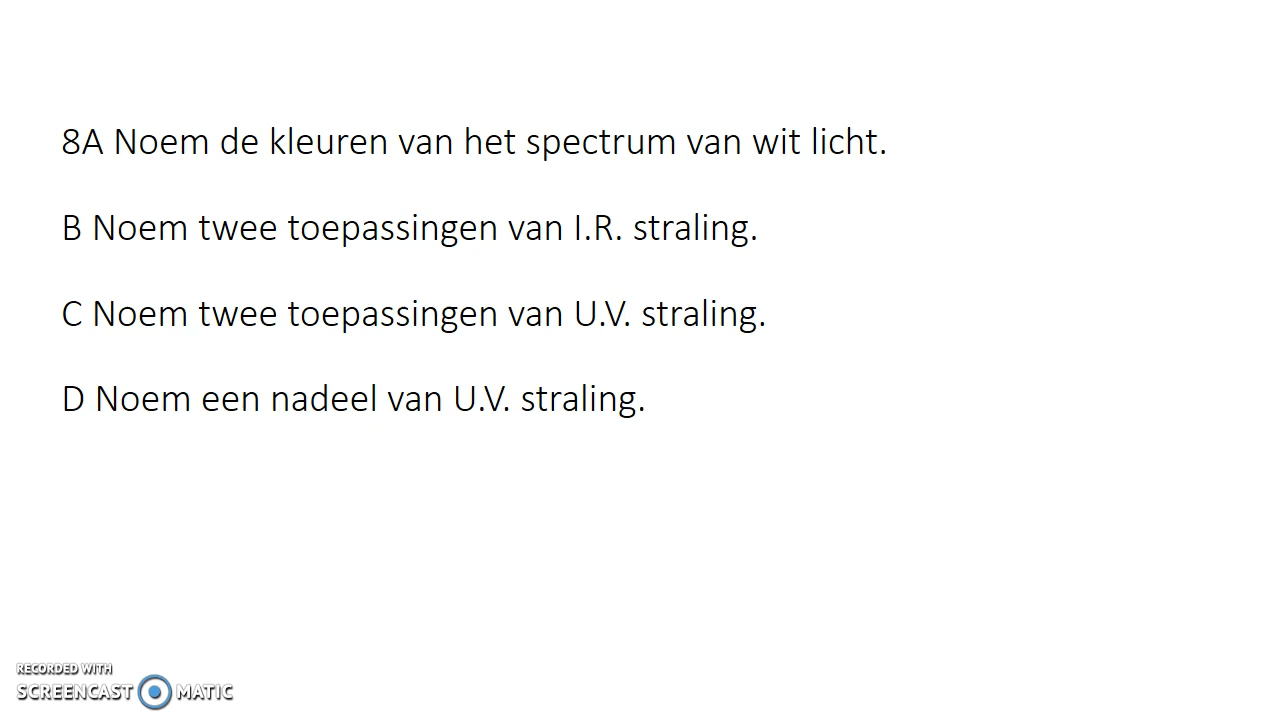 8A Noem de kleuren van het spectrum van wit licht.
B Noem twee toepassingen van I.R. straling.
C Noem twee toepassingen van U.V. straling.
D Noem een nadeel van U.V. straling.
RECORDED WITH
SCREENCAST MATIC